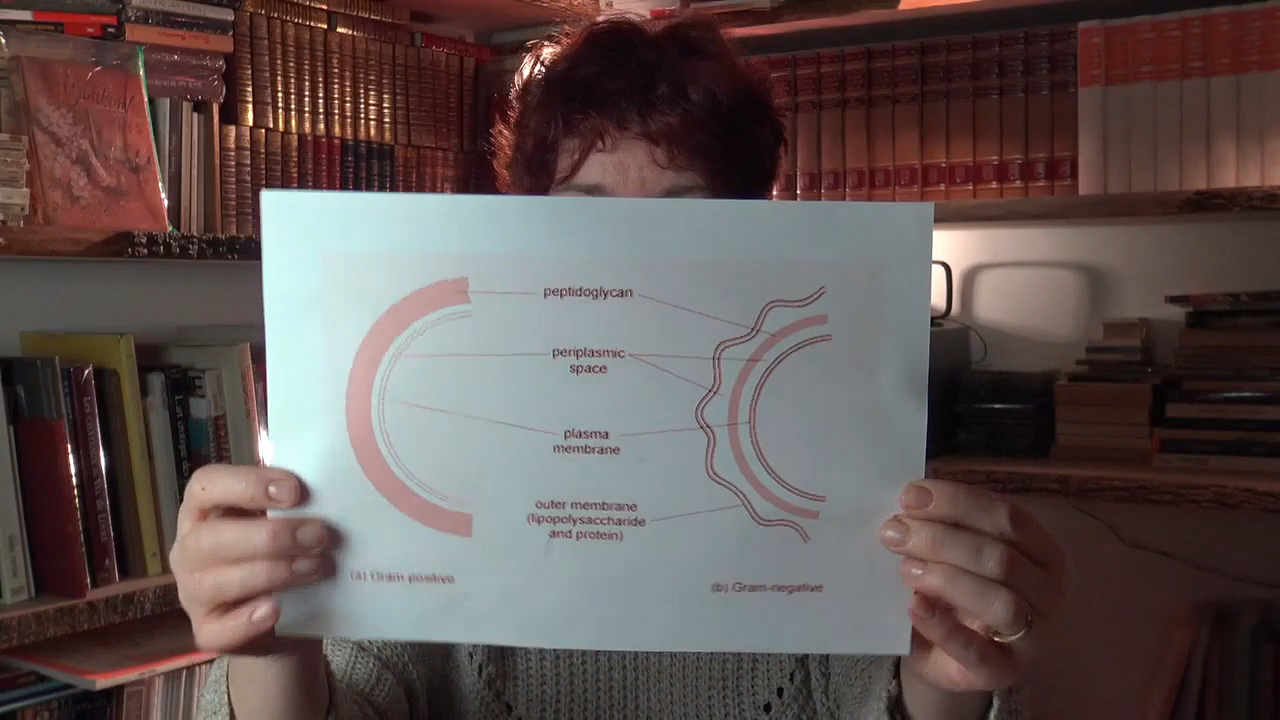 peptidoglycan
periplasmic
space
plasma
membrane
outer membrane
(lipopolysaccharide
and protein)
(a) Gram positive
(b) Gram-negative